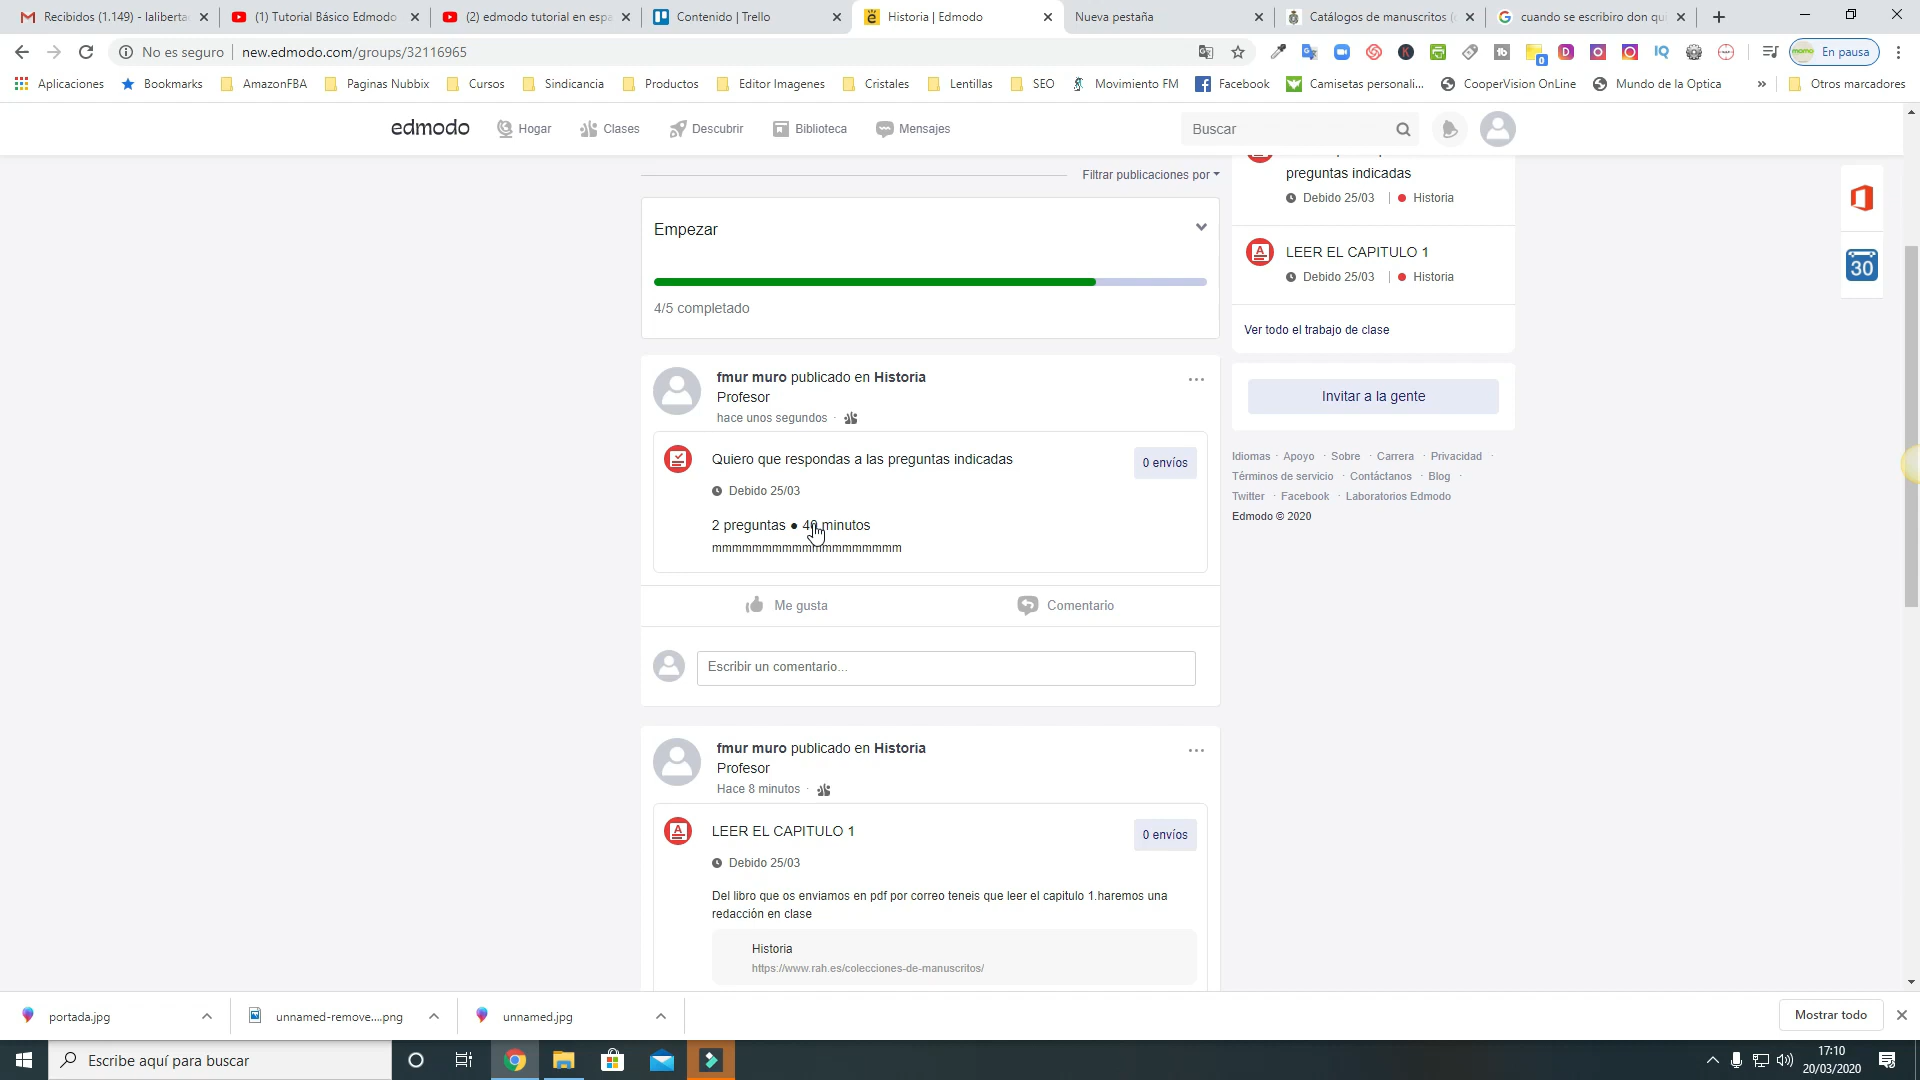 Recibidos (1.149) - laliberta
(1) Tutorial Básico Edmodo
(2) edmodo tutorial en espa
Contenido | Trello
Historia | Edmodo
Nueva pestaña
Catálogos de manuscritos (
cuando se escribiro don qu
No es seguro
new.edmodo.com/groups/32116965
En pausa
Aplicaciones
Bookmarks
AmazonFBA
Paginas Nubbix
Cursos
Sindicancia
Productos
Editor Imagenes
Cristales
Lentillas
SEO
Movimiento FM
Facebook
Camisetas personali...
CooperVision OnLine
Mundo de la Optica
»
Otros marcadores
edmodo
Hogar
Clases
Descubrir
Biblioteca
Mensajes
Buscar
Filtrar publicaciones por
Empezar
4/5 completado
fmur muro publicado en Historia
Profesor
hace unos segundos ·
Quiero que respondas a las preguntas indicadas
0 envíos
Debido 25/03
2 preguntas ● 40 minutos
mmmmmmmmmmmmmmmmmmm
Me gusta
Comentario
Escribir un comentario...
fmur muro publicado en Historia
Profesor
Hace 8 minutos ·
LEER EL CAPITULO 1
0 envíos
Debido 25/03
Del libro que os enviamos en pdf por correo teneis que leer el capitulo 1.haremos una
redacción en clase
Historia
https://www.rah.es/colecciones-de-manuscritos/
preguntas indicadas
Debido 25/03 | Historia
LEER EL CAPITULO 1
Debido 25/03 | Historia
Ver todo el trabajo de clase
Invitar a la gente
Idiomas · Apoyo · Sobre · Carrera · Privacidad ·
Términos de servicio · Contáctanos · Blog ·
Twitter · Facebook · Laboratorios Edmodo
Edmodo © 2020
30
portada.jpg
unnamed-remove....png
unnamed.jpg
Mostrar todo
Escribe aquí para buscar
17:10
20/03/2020